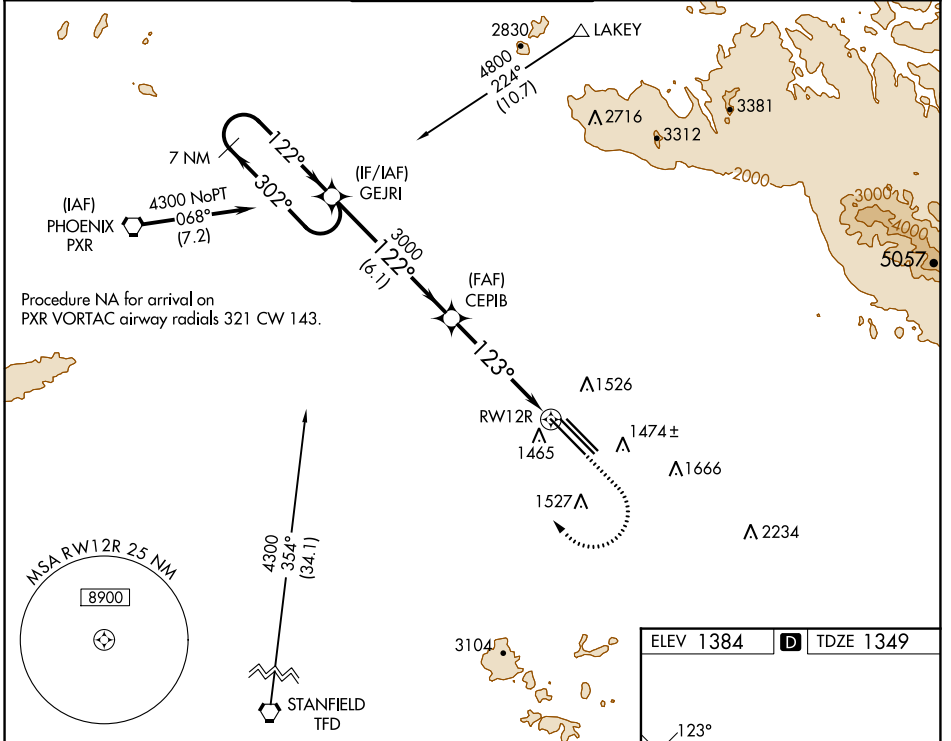 2830
LAKEY
4800
224°
(10.7)
2716
3381
3312
2000
3000
4000
5057
7 NM
122°
302°
(IF/IAF)
GEJRI
(IAF)
PHOENIX
PXR
4300 NoPT
068°
(7.2)
3000
122°
(6.1)
(FAF)
CEPIB
Procedure NA for arrival on
PXR VORTAC airway radials 321 CW 143.
123°
1526
RW12R
1465
1474±
1666
1527
2234
4300
354°
(34.1)
MSA RW12R 25 NM
8900
STANFIELD
TFD
3104
ELEV 1384 D TDZE 1349
123°